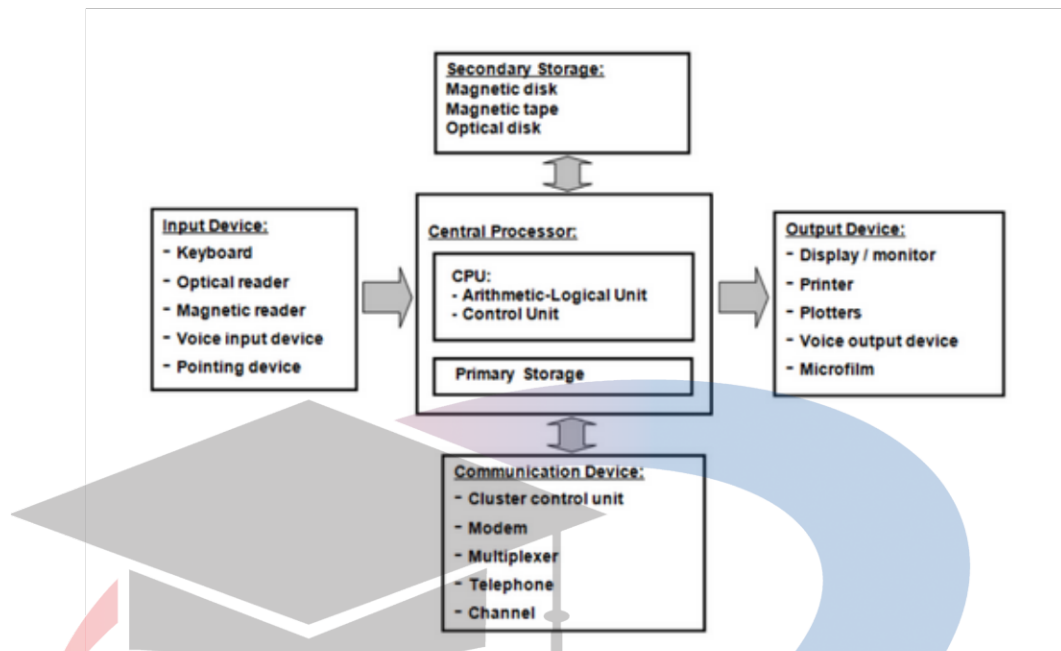 Secondary Storage:
Magnetic disk
Magnetic tape
Optical disk
Input Device:
- Keyboard
- Optical reader
- Magnetic reader
- Voice input device
- Pointing device
Central Processor:
CPU:
- Arithmetic-Logical Unit
- Control Unit
Primary Storage
Output Device:
- Display / monitor
- Printer
- Plotters
- Voice output device
- Microfilm
Communication Device:
- Cluster control unit
- Modem
- Multiplexer
- Telephone
- Channel